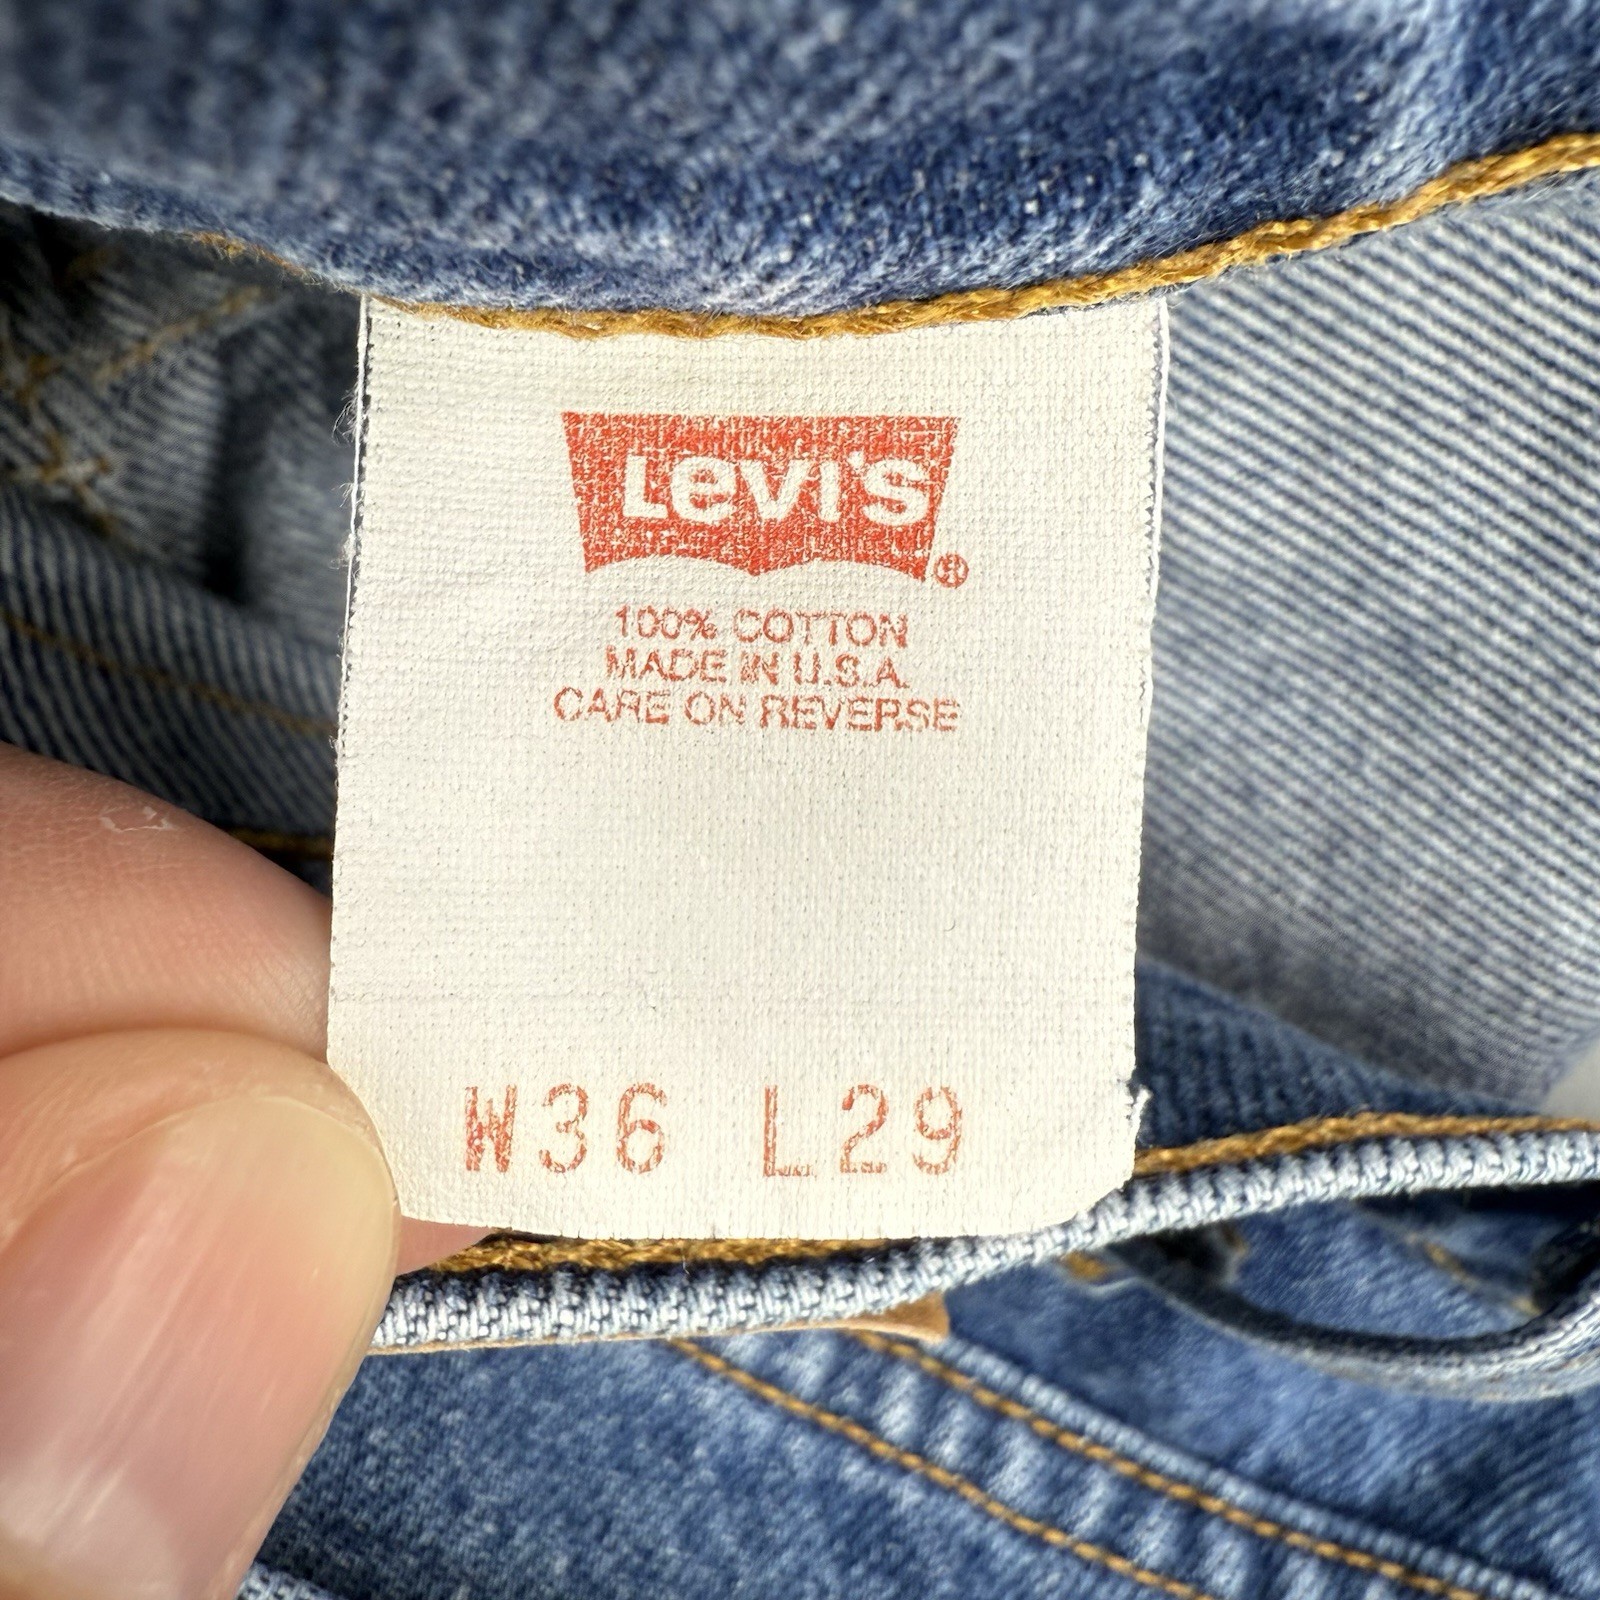 Levi's®
100% COTTON
MADE IN U.S.A.
CARE ON REVERSE
W36 L29